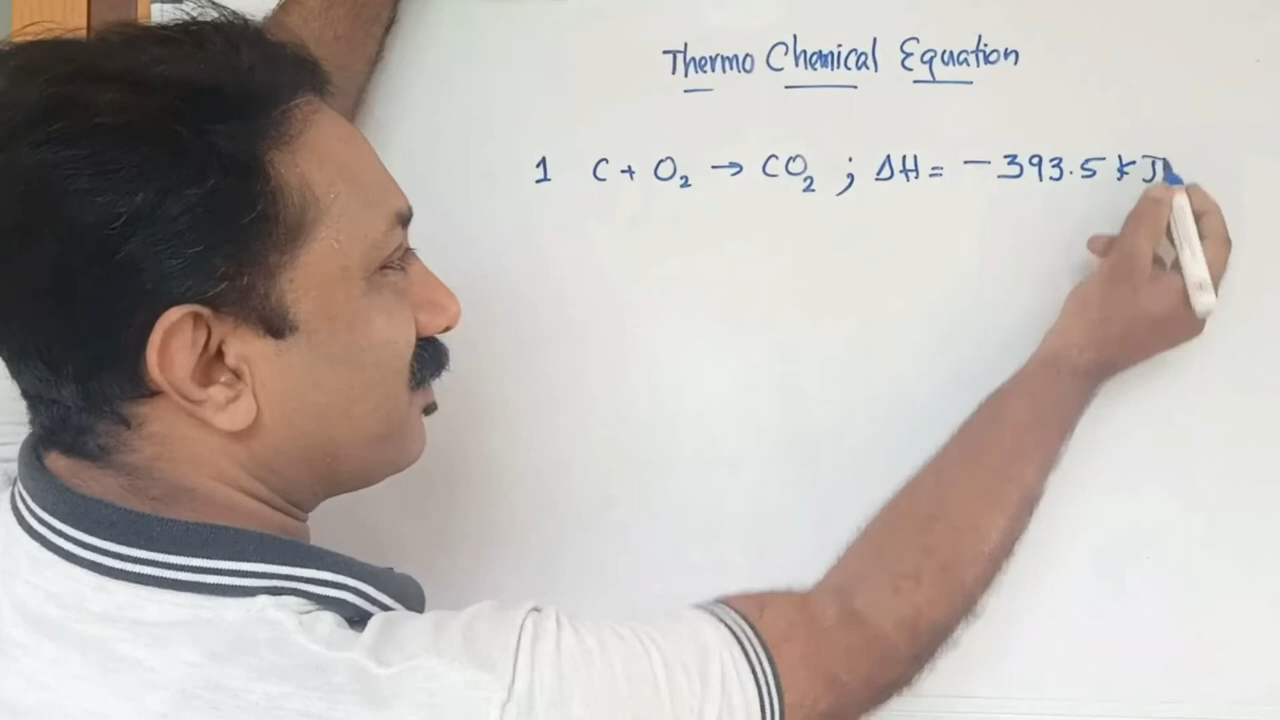 Thermo Chemical Equation
1 C + O₂ → CO₂ ; ΔH = -393.5 kJ